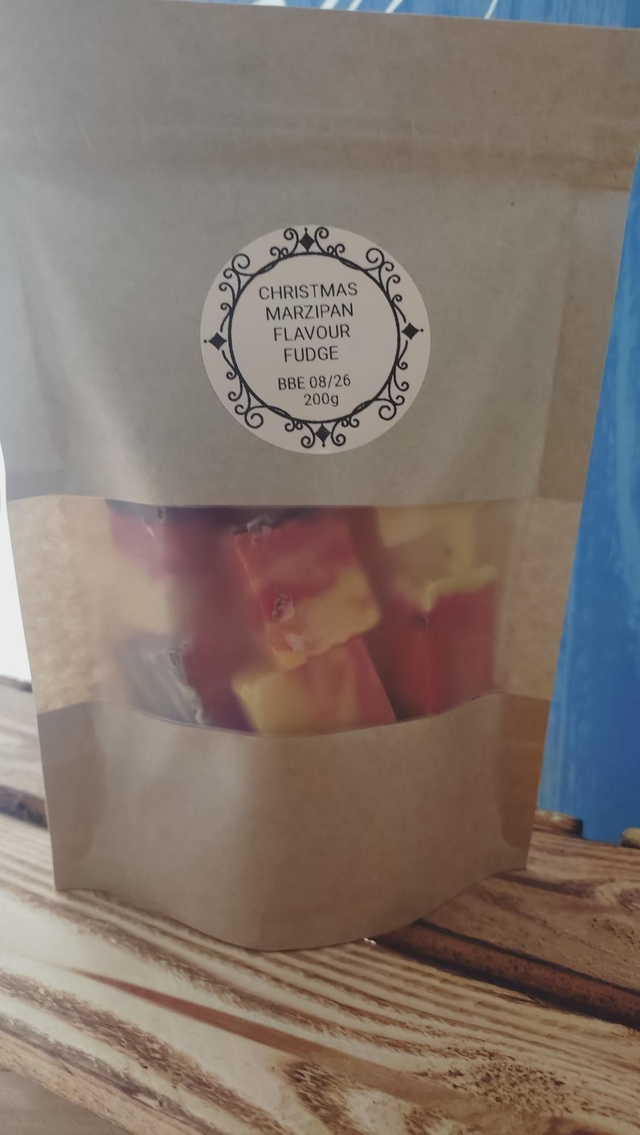 CHRISTMAS
MARZIPAN
FLAVOUR
FUDGE
BBE 08/26
200g